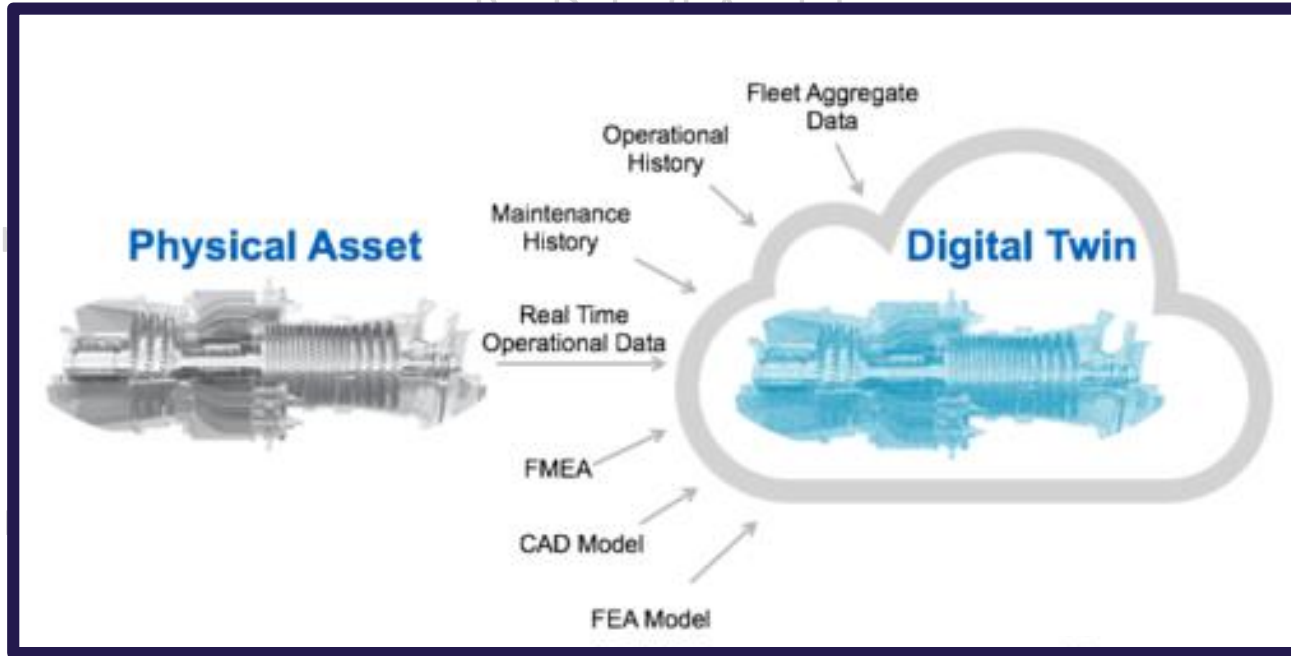 Fleet Aggregate
Data
Operational
History
Maintenance
History
Physical Asset
Digital Twin
Real Time
Operational Data
FMEA
CAD Model
FEA Model